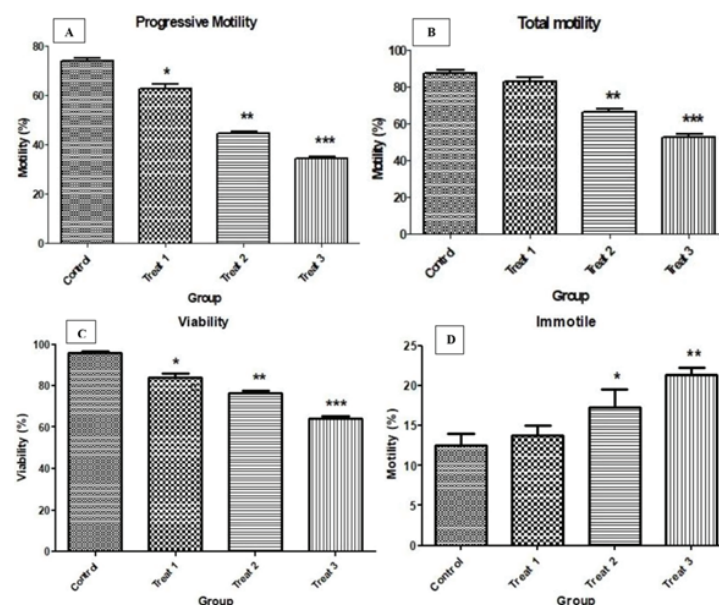 A
Progressive Motility
80
60
40
20
0
Motility (%)
*
**
***
Control
Treat 1
Treat 2
Treat 3
Group
B
Total motility
100
80
60
40
20
0
Motility (%)
**
***
Control
Treat 1
Treat 2
Treat 3
Group
C
Viability
100
80
60
40
20
0
Viability (%)
*
**
***
Control
Treat 1
Treat 2
Treat 3
Group
D
Immotile
25
20
15
10
5
0
Motility (%)
*
**
Control
Treat 1
Treat 2
Treat 3
Group